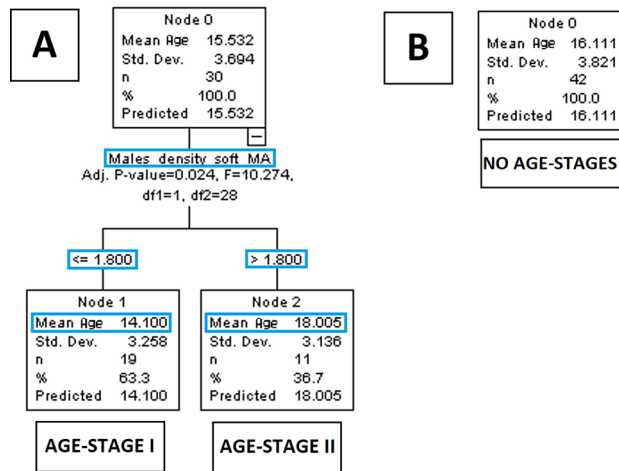 A
Node 0
Mean Age 15.532
Std. Dev. 3.694
n 30
% 100.0
Predicted 15.532
Males density soft MA
Adj. P-value=0.024, F=10.274,
df1=1, df2=28
<= 1.800
> 1.800
Node 1
Mean Age 14.100
Std. Dev. 3.258
n 19
% 63.3
Predicted 14.100
AGE-STAGE I
Node 2
Mean Age 18.005
Std. Dev. 3.136
n 11
% 36.7
Predicted 18.005
AGE-STAGE II
B
Node 0
Mean Age 16.111
Std. Dev. 3.821
n 42
% 100.0
Predicted 16.111
NO AGE-STAGES